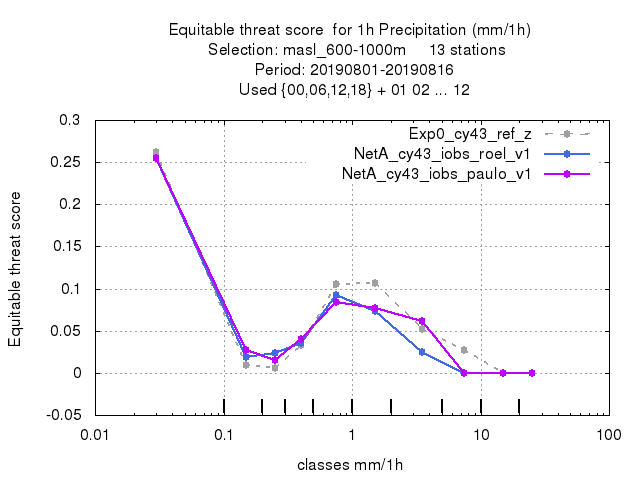 Equitable threat score  for 1h Precipitation (mm/1h)
Selection: masl_600-1000m     13 stations
Period: 20190801-20190816
Used {00,06,12,18} + 01 02 ... 12
Exp0_cy43_ref_z
NetA_cy43_iobs_roel_v1
NetA_cy43_iobs_paulo_v1
Equitable threat score
0.3
0.25
0.2
0.15
0.1
0.05
0
-0.05
0.01 0.1 1 10 100
classes mm/1h